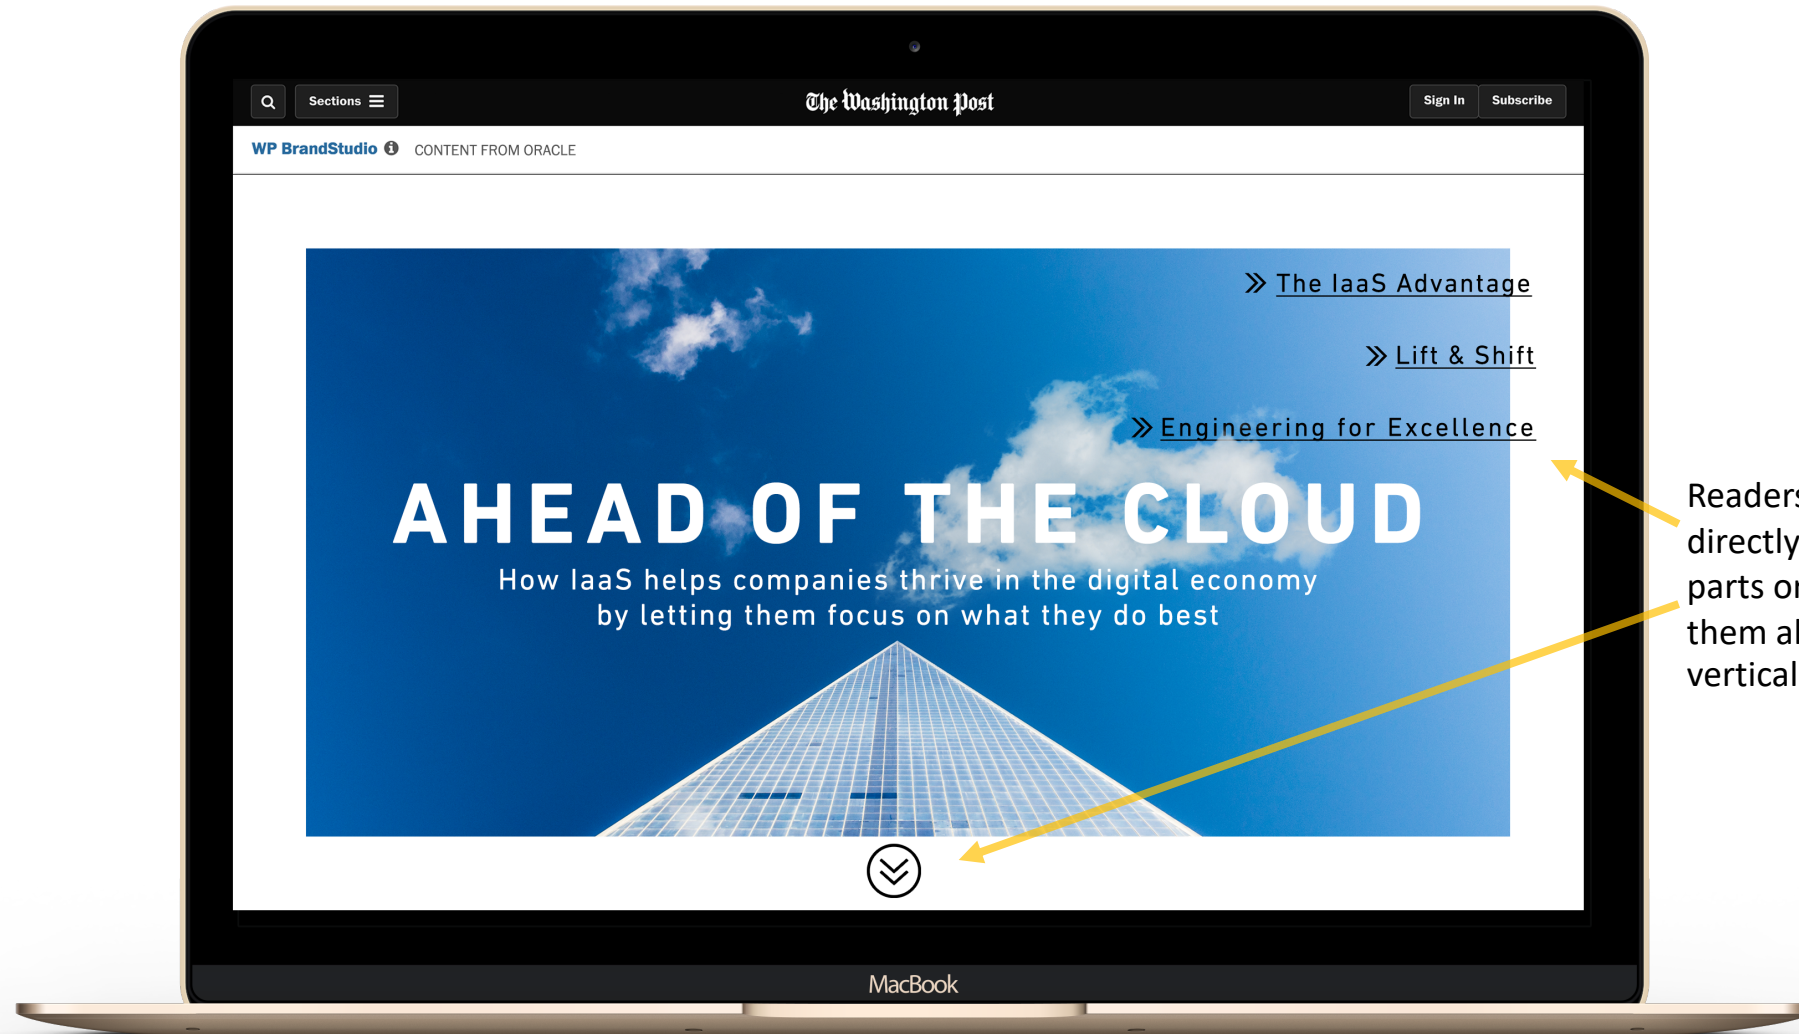 Sections
The Washington Post
Sign In
Subscribe
WP BrandStudio CONTENT FROM ORACLE
The IaaS Advantage
Lift & Shift
Engineering for Excellence
AHEAD OF THE CLOUD
How IaaS helps companies thrive in the digital economy
by letting them focus on what they do best
Readers
directly
parts or
them al
vertical
MacBook